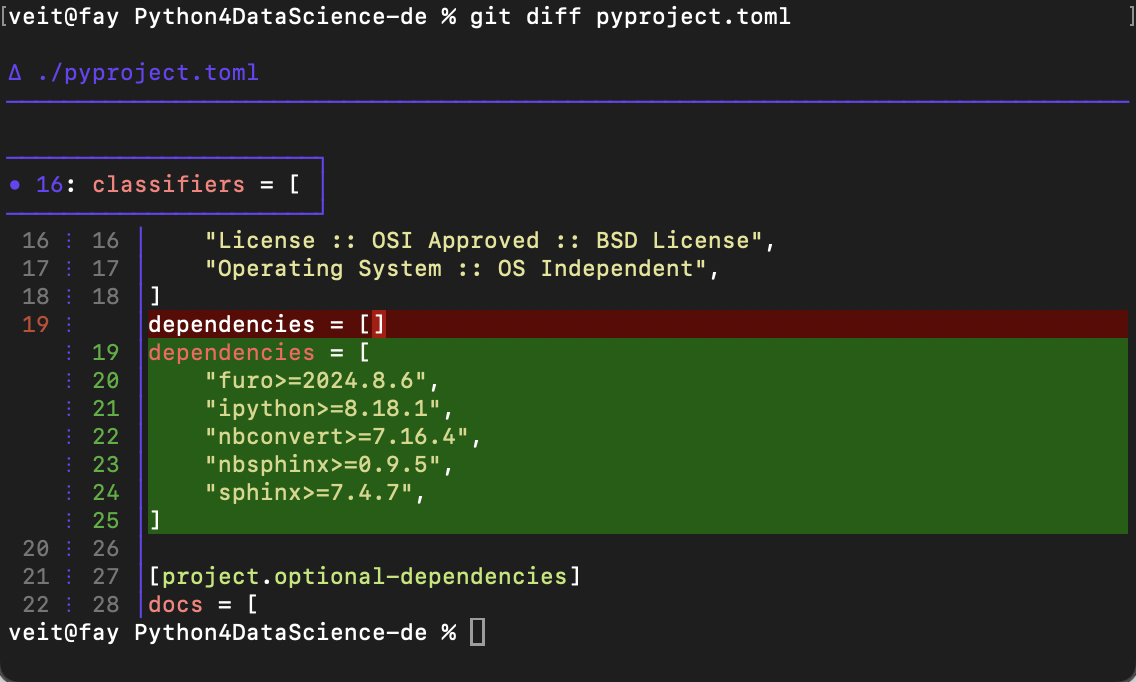 [veit@fay Python4DataScience-de % git diff pyproject.toml ]
Δ ./pyproject.toml
• 16: classifiers = [
16 ⋮ 16 │    "License :: OSI Approved :: BSD License",
17 ⋮ 17 │    "Operating System :: OS Independent",
18 ⋮ 18 │]
19 ⋮    │dependencies = []
   ⋮ 19 │dependencies = [
   ⋮ 20 │    "furo>=2024.8.6",
   ⋮ 21 │    "ipython>=8.18.1",
   ⋮ 22 │    "nbconvert>=7.16.4",
   ⋮ 23 │    "nbsphinx>=0.9.5",
   ⋮ 24 │    "sphinx>=7.4.7",
   ⋮ 25 │]
20 ⋮ 26 │
21 ⋮ 27 │[project.optional-dependencies]
22 ⋮ 28 │docs = [
veit@fay Python4DataScience-de %